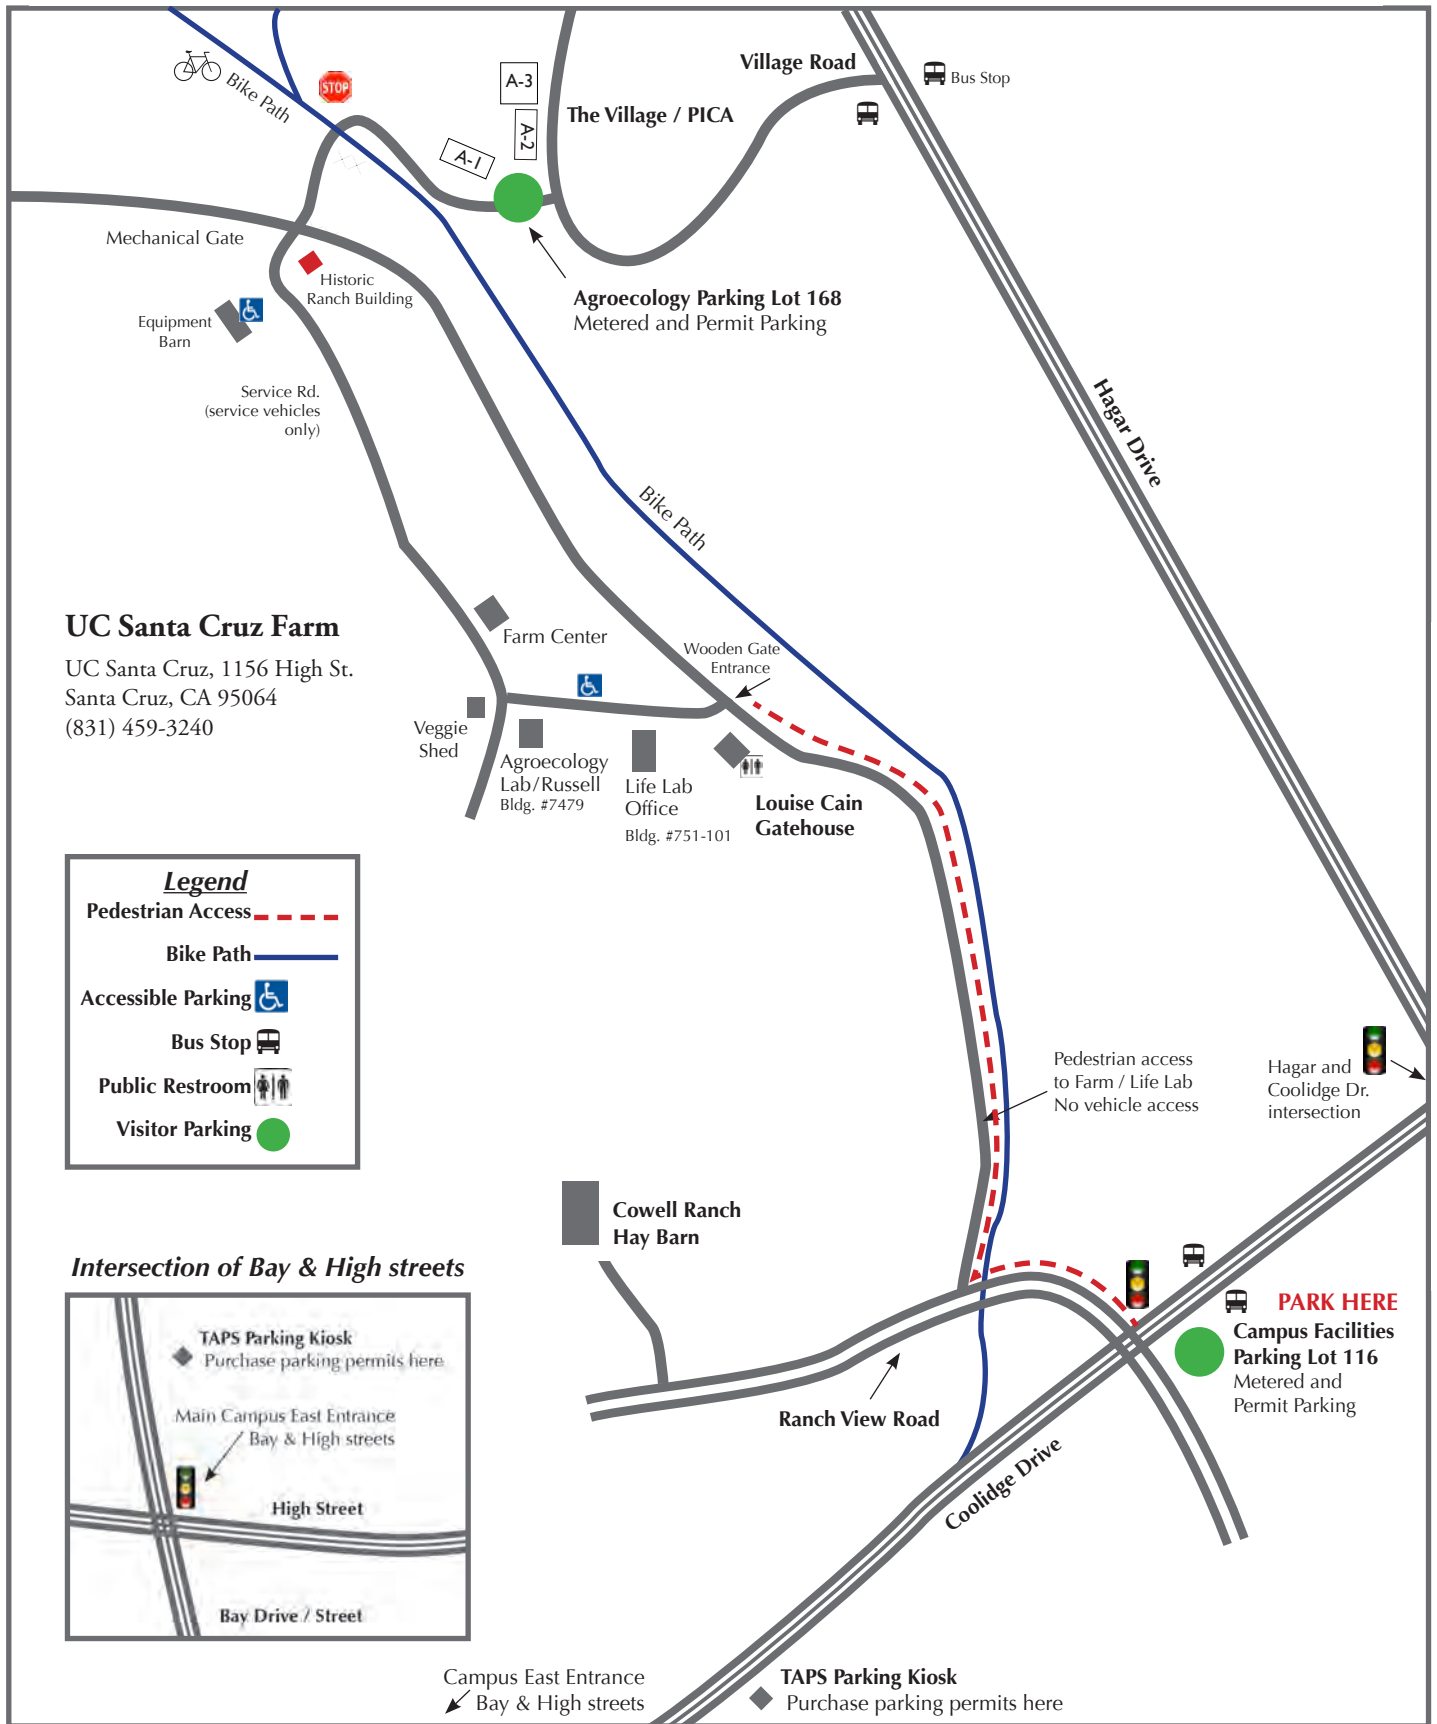 Village Road
Bus Stop
Bike Path
STOP
A-3
A-2
A-1
The Village / PICA
Mechanical Gate
Historic
Ranch Building
Equipment
Barn
Agroecology Parking Lot 168
Metered and Permit Parking
Service Rd.
(service vehicles
only)
Hagar Drive
Bike Path
UC Santa Cruz Farm
UC Santa Cruz, 1156 High St.
Santa Cruz, CA 95064
(831) 459-3240
Farm Center
Wooden Gate
Entrance
Veggie
Shed
Agroecology
Lab/Russell
Bldg. #7479
Life Lab
Office
Bldg. #751-101
Louise Cain
Gatehouse
Legend
Pedestrian Access
Bike Path
Accessible Parking
Bus Stop
Public Restroom
Visitor Parking
Pedestrian access
to Farm / Life Lab
No vehicle access
Hagar and
Coolidge Dr.
intersection
Cowell Ranch
Hay Barn
PARK HERE
Campus Facilities
Parking Lot 116
Metered and
Permit Parking
Ranch View Road
Coolidge Drive
Intersection of Bay & High streets
TAPS Parking Kiosk
Purchase parking permits here
Main Campus East Entrance
Bay & High streets
High Street
Bay Drive / Street
Campus East Entrance
Bay & High streets
TAPS Parking Kiosk
Purchase parking permits here